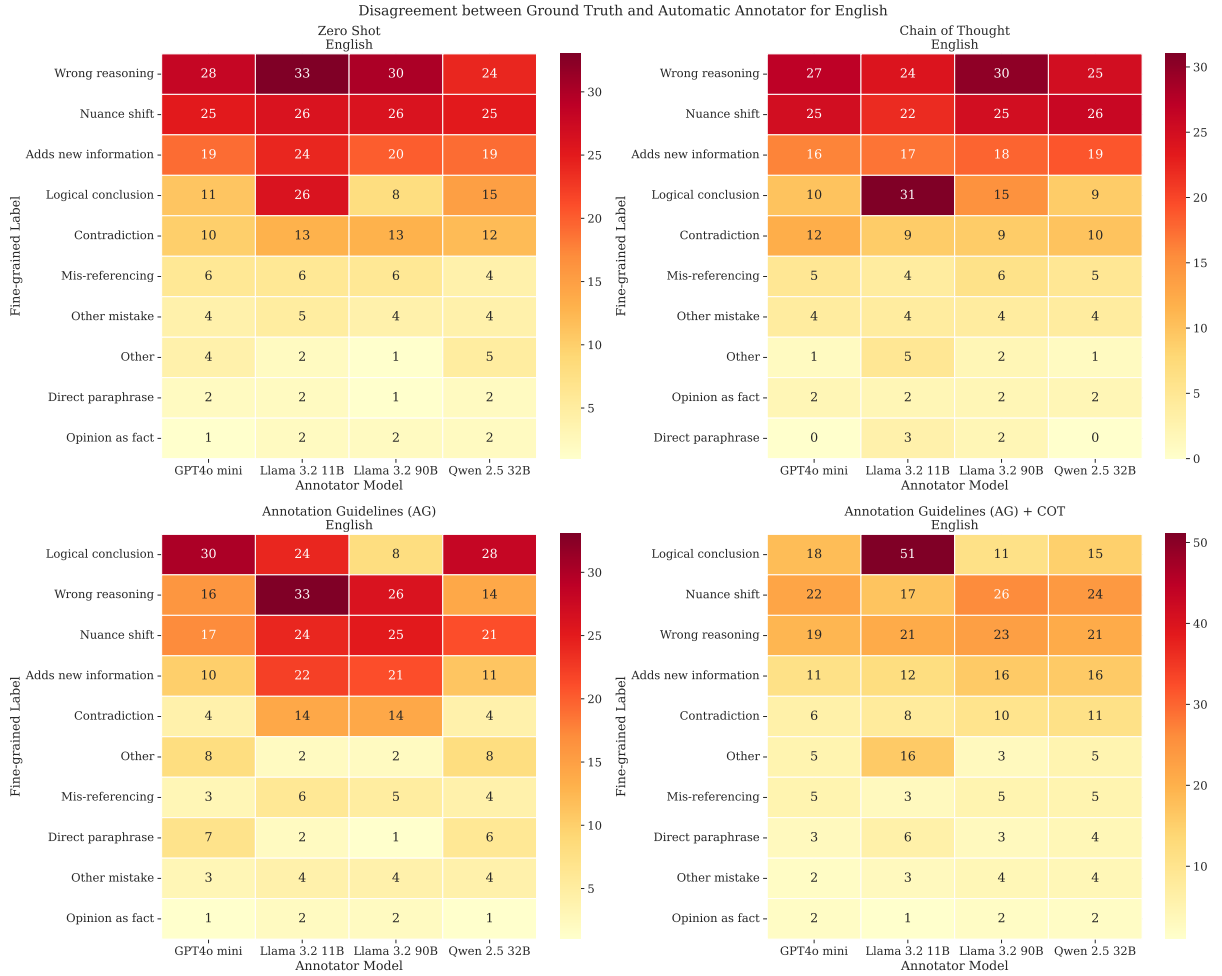 Disagreement between Ground Truth and Automatic Annotator for English
Zero Shot
English
Fine-grained Label
Wrong reasoning 28 33 30 24
Nuance shift 25 26 26 25
Adds new information 19 24 20 19
Logical conclusion 11 26 8 15
Contradiction 10 13 13 12
Mis-referencing 6 6 6 4
Other mistake 4 5 4 4
Other 4 2 1 5
Direct paraphrase 2 2 1 2
Opinion as fact 1 2 2 2
GPT4o mini Llama 3.2 11B Llama 3.2 90B Qwen 2.5 32B
Annotator Model
30
25
20
15
10
5
Chain of Thought
English
Fine-grained Label
Wrong reasoning 27 24 30 25
Nuance shift 25 22 25 26
Adds new information 16 17 18 19
Logical conclusion 10 31 15 9
Contradiction 12 9 9 10
Mis-referencing 5 4 6 5
Other mistake 4 4 4 4
Other 1 5 2 1
Opinion as fact 2 2 2 2
Direct paraphrase 0 3 2 0
GPT4o mini Llama 3.2 11B Llama 3.2 90B Qwen 2.5 32B
Annotator Model
30
25
20
15
10
5
0
Annotation Guidelines (AG)
English
Fine-grained Label
Logical conclusion 30 24 8 28
Wrong reasoning 16 33 26 14
Nuance shift 17 24 25 21
Adds new information 10 22 21 11
Contradiction 4 14 14 4
Other 8 2 2 8
Mis-referencing 3 6 5 4
Direct paraphrase 7 2 1 6
Other mistake 3 4 4 4
Opinion as fact 1 2 2 1
GPT4o mini Llama 3.2 11B Llama 3.2 90B Qwen 2.5 32B
Annotator Model
30
25
20
15
10
5
Annotation Guidelines (AG) + COT
English
Fine-grained Label
Logical conclusion 18 51 11 15
Nuance shift 22 17 26 24
Wrong reasoning 19 21 23 21
Adds new information 11 12 16 16
Contradiction 6 8 10 11
Other 5 16 3 5
Mis-referencing 5 3 5 5
Direct paraphrase 3 6 3 4
Other mistake 2 3 4 4
Opinion as fact 2 1 2 2
GPT4o mini Llama 3.2 11B Llama 3.2 90B Qwen 2.5 32B
Annotator Model
50
40
30
20
10